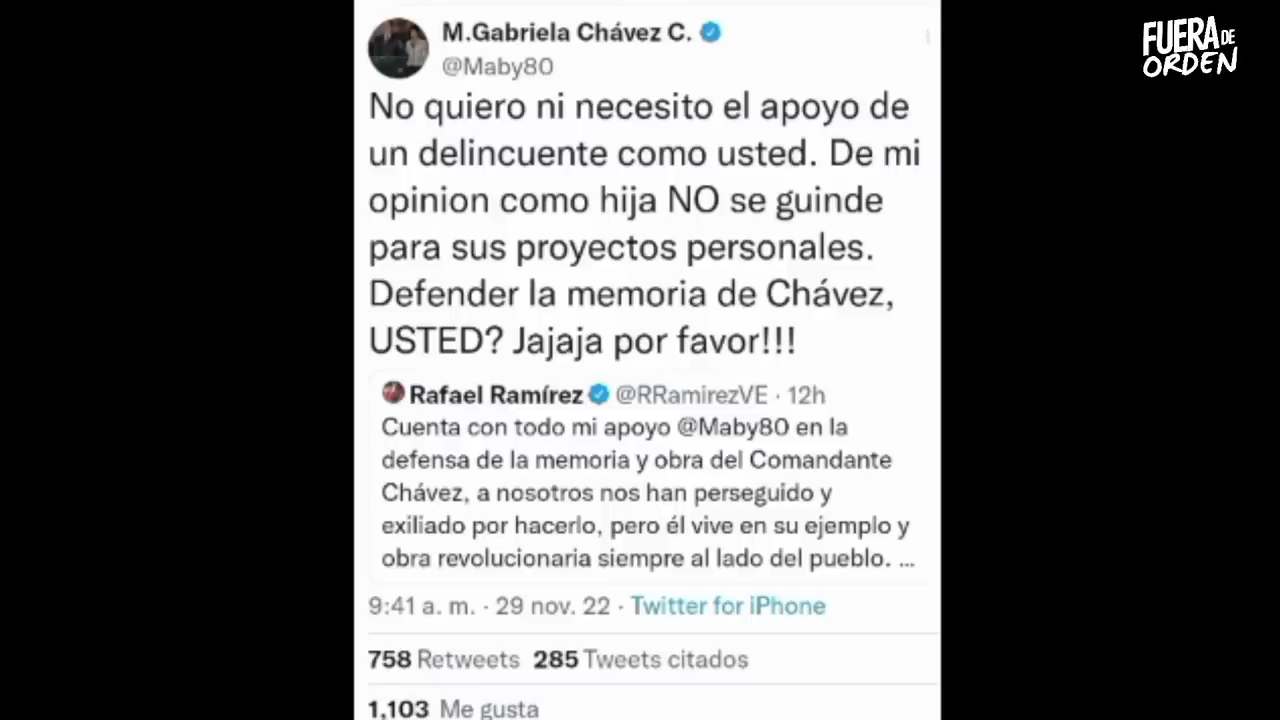 FUERA DE
ORDEN
M.Gabriela Chávez C.
@Maby80
No quiero ni necesito el apoyo de
un delincuente como usted. De mi
opinion como hija NO se guinde
para sus proyectos personales.
Defender la memoria de Chávez,
USTED? Jajaja por favor!!!
Rafael Ramírez @RRamirezVE · 12h
Cuenta con todo mi apoyo @Maby80 en la
defensa de la memoria y obra del Comandante
Chávez, a nosotros nos han perseguido y
exiliado por hacerlo, pero él vive en su ejemplo y
obra revolucionaria siempre al lado del pueblo. ...
9:41 a. m. · 29 nov. 22 · Twitter for iPhone
758 Retweets 285 Tweets citados
1,103 Me gusta